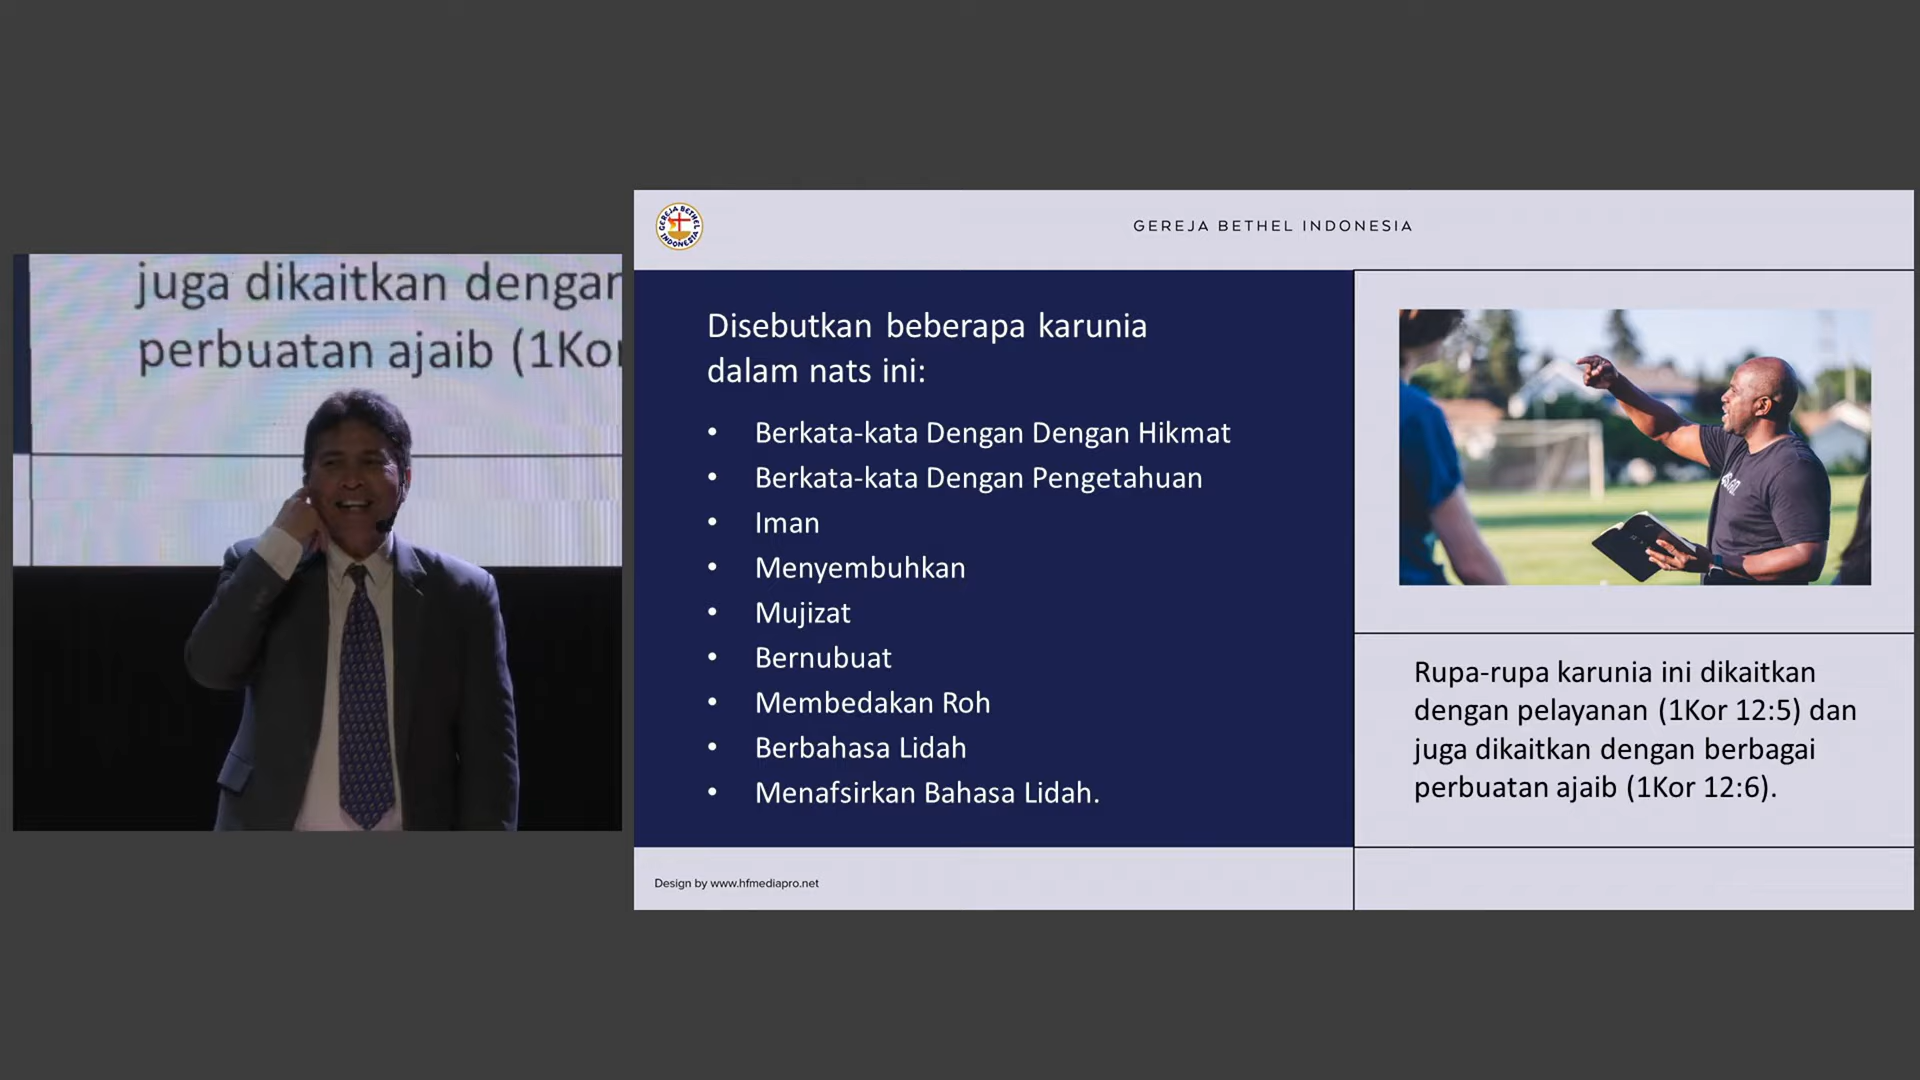 juga dikaitkan dengan
perbuatan ajaib (1Kor
GEREJA BETHEL INDONESIA
GEREJA BETHEL INDONESIA
Disebutkan beberapa karunia
dalam nats ini:
• Berkata-kata Dengan Dengan Hikmat
• Berkata-kata Dengan Pengetahuan
• Iman
• Menyembuhkan
• Mujizat
• Bernubuat
• Membedakan Roh
• Berbahasa Lidah
• Menafsirkan Bahasa Lidah.
Rupa-rupa karunia ini dikaitkan
dengan pelayanan (1Kor 12:5) dan
juga dikaitkan dengan berbagai
perbuatan ajaib (1Kor 12:6).
Design by www.hfmediapro.net